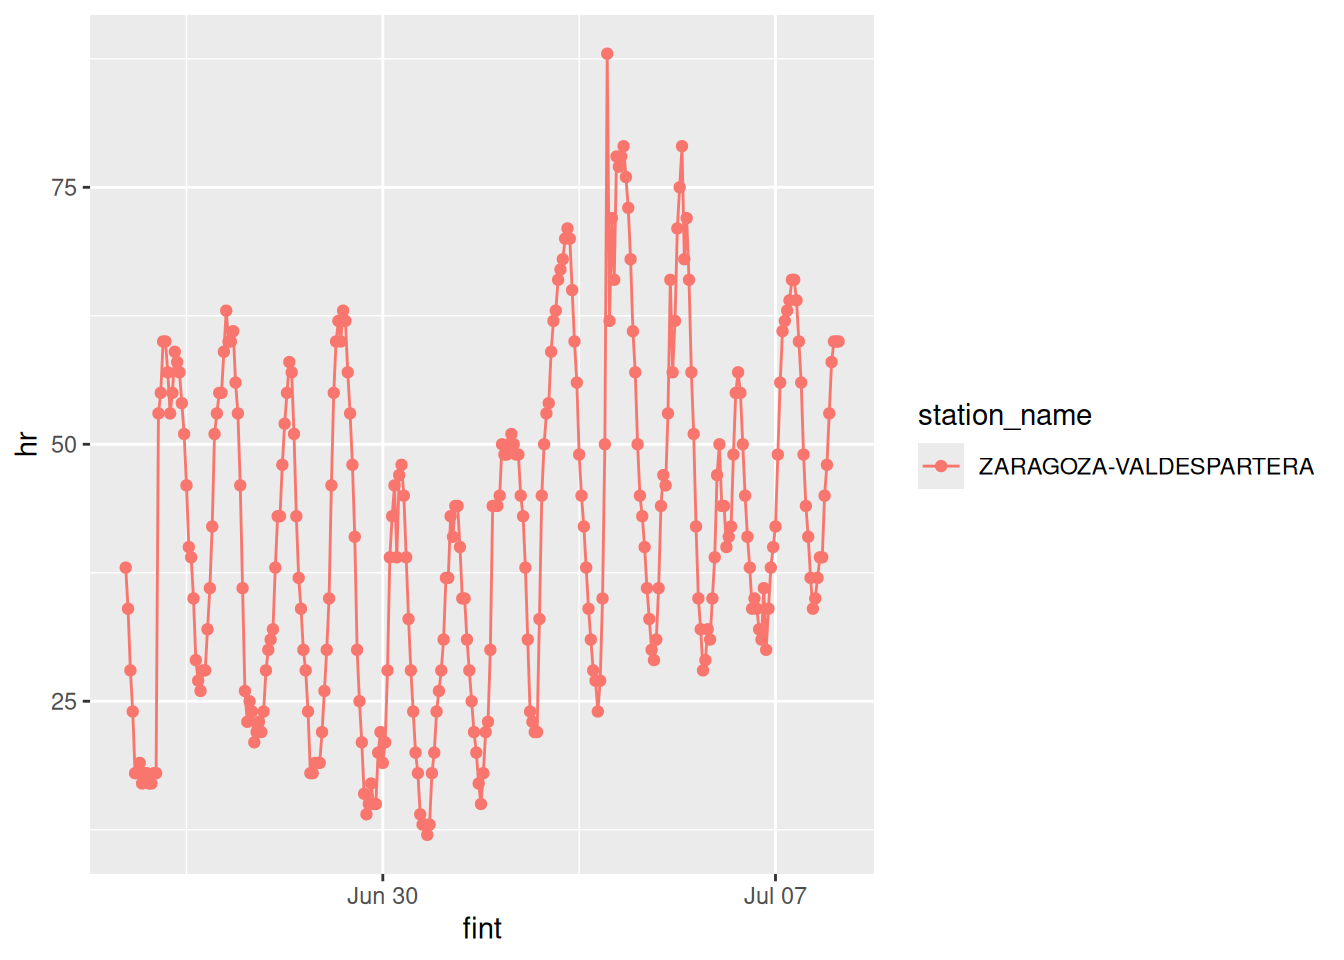 75
50
25
hr
Jun 30
Jul 07
fint
station_name
ZARAGOZA-VALDESPARTERA